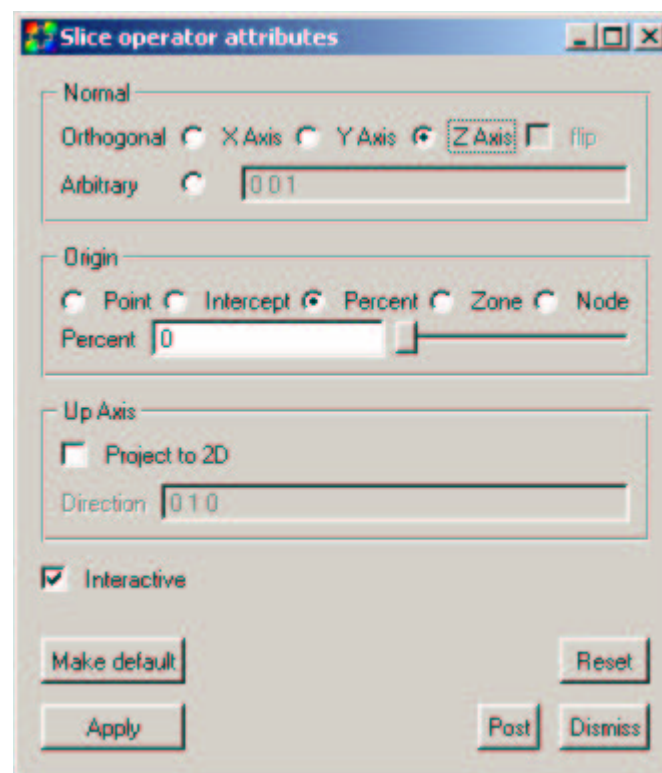 Slice operator attributes
Normal
Orthogonal X Axis Y Axis Z Axis flip
Arbitrary 0 0 1
Origin
Point Intercept Percent Zone Node
Percent 0
Up Axis
Project to 2D
Direction 0 1 0
Interactive
Make default Reset
Apply Post Dismiss